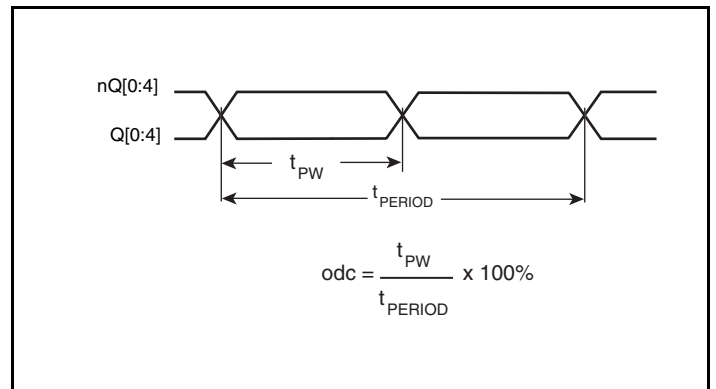 nQ[0:4]
Q[0:4]
tPW
tPERIOD
odc = tPW / tPERIOD x 100%